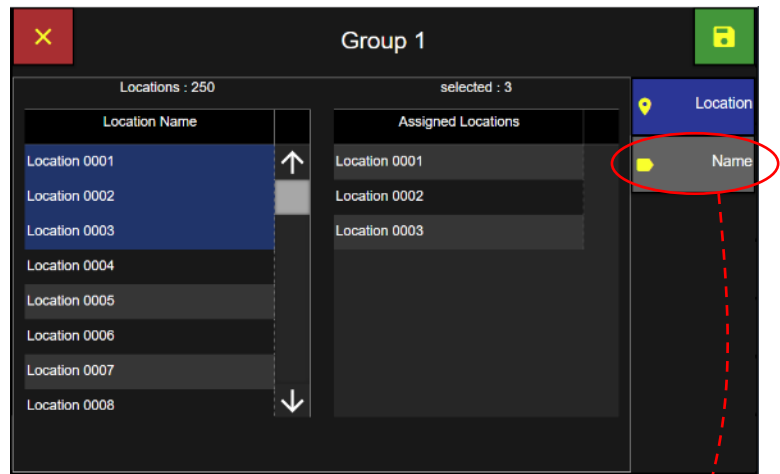 Group 1
Locations : 250
selected : 3
Location
Location Name
Assigned Locations
Name
Location 0001
Location 0001
Location 0002
Location 0002
Location 0003
Location 0003
Location 0004
Location 0005
Location 0006
Location 0007
Location 0008